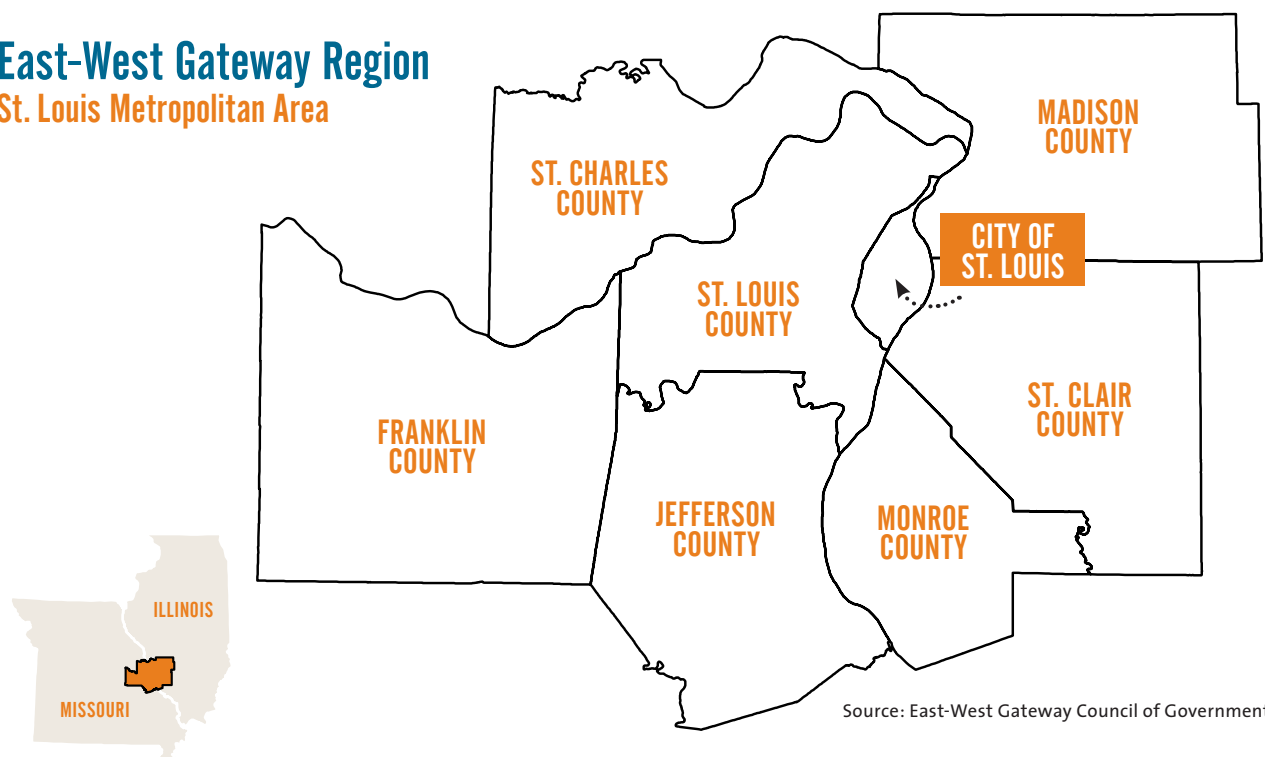 East-West Gateway Region
St. Louis Metropolitan Area
MADISON
COUNTY
ST. CHARLES
COUNTY
CITY OF
ST. LOUIS
ST. LOUIS
COUNTY
ST. CLAIR
COUNTY
FRANKLIN
COUNTY
JEFFERSON
COUNTY
MONROE
COUNTY
ILLINOIS
MISSOURI
Source: East-West Gateway Council of Government